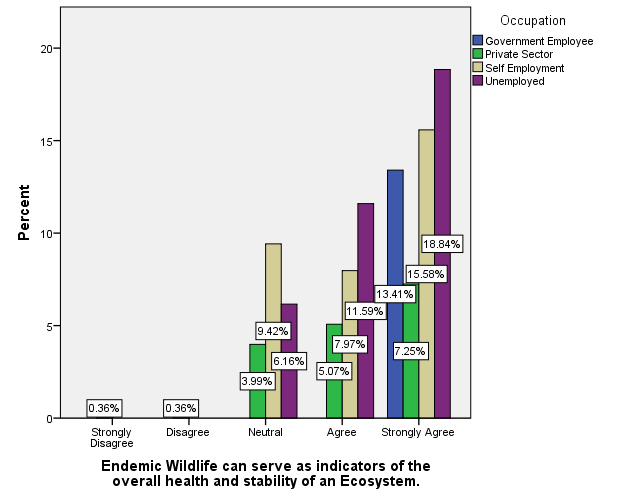 Occupation
Government Employee
Private Sector
Self Employment
Unemployed
Percent
20
15
10
5
0
0.36%
0.36%
3.99%
9.42%
6.16%
5.07%
7.97%
11.59%
13.41%
7.25%
15.58%
18.84%
Strongly
Disagree
Disagree
Neutral
Agree
Strongly Agree
Endemic Wildlife can serve as indicators of the
overall health and stability of an Ecosystem.